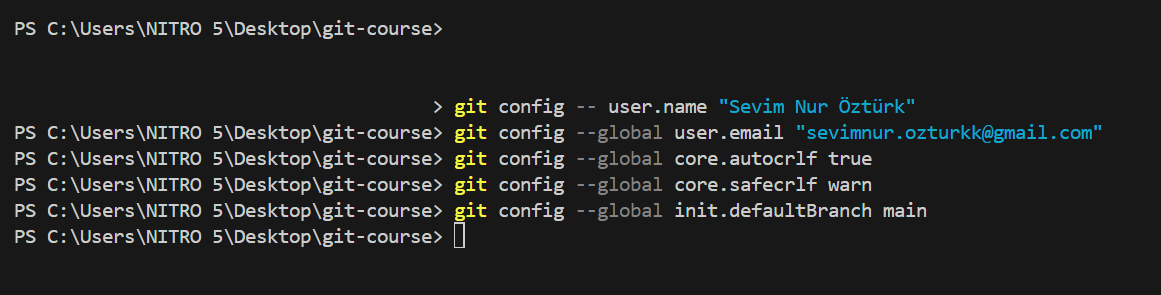 PS C:\Users\NITRO 5\Desktop\git-course>
> git config -- user.name "Sevim Nur Öztürk"
PS C:\Users\NITRO 5\Desktop\git-course> git config --global user.email "sevimnur.ozturkk@gmail.com"
PS C:\Users\NITRO 5\Desktop\git-course> git config --global core.autocrlf true
PS C:\Users\NITRO 5\Desktop\git-course> git config --global core.safecrlf warn
PS C:\Users\NITRO 5\Desktop\git-course> git config --global init.defaultBranch main
PS C:\Users\NITRO 5\Desktop\git-course>